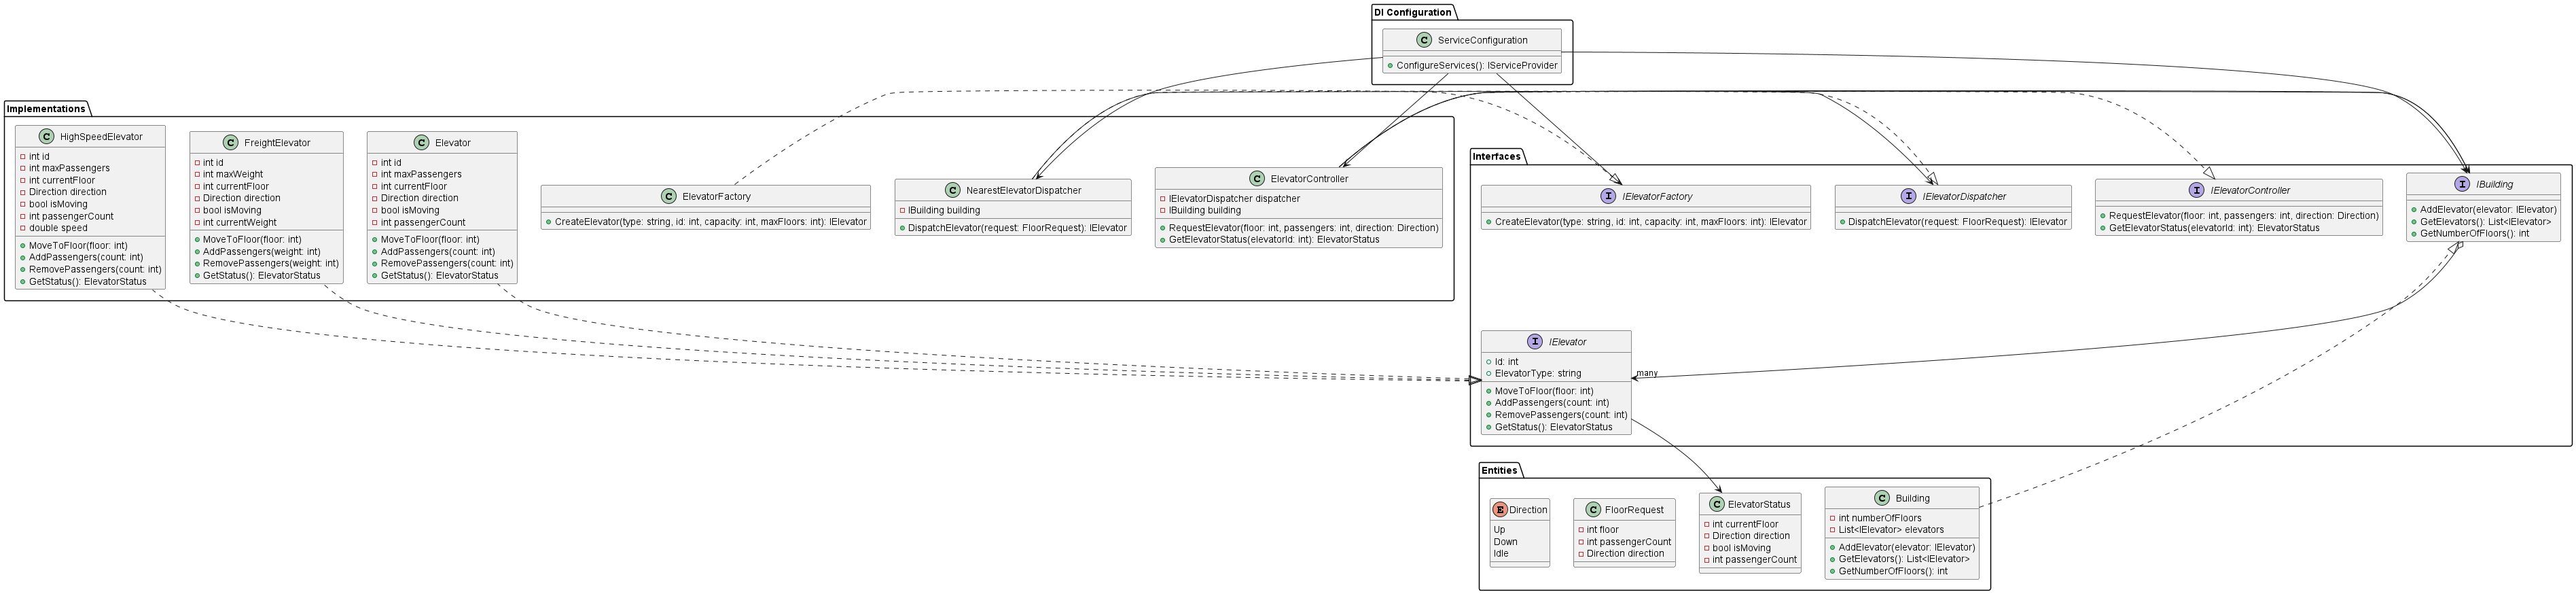 DI Configuration
C ServiceConfiguration
ConfigureServices(): IServiceProvider
Implementations
C HighSpeedElevator
int id
int maxPassengers
int currentFloor
Direction direction
bool isMoving
int passengerCount
double speed
MoveToFloor(floor: int)
AddPassengers(count: int)
RemovePassengers(count: int)
GetStatus(): ElevatorStatus
C FreightElevator
int id
int maxWeight
int currentFloor
Direction direction
bool isMoving
int currentWeight
MoveToFloor(floor: int)
AddPassengers(weight: int)
RemovePassengers(weight: int)
GetStatus(): ElevatorStatus
C Elevator
int id
int maxPassengers
int currentFloor
Direction direction
bool isMoving
int passengerCount
MoveToFloor(floor: int)
AddPassengers(count: int)
RemovePassengers(count: int)
GetStatus(): ElevatorStatus
C ElevatorFactory
CreateElevator(type: string, id: int, capacity: int, maxFloors: int): IElevator
C NearestElevatorDispatcher
IBuilding building
DispatchElevator(request: FloorRequest): IElevator
C ElevatorController
IElevatorDispatcher dispatcher
IBuilding building
RequestElevator(floor: int, passengers: int, direction: Direction)
GetElevatorStatus(elevatorId: int): ElevatorStatus
Interfaces
I IElevatorFactory
CreateElevator(type: string, id: int, capacity: int, maxFloors: int): IElevator
I IElevatorDispatcher
DispatchElevator(request: FloorRequest): IElevator
I IElevatorController
RequestElevator(floor: int, passengers: int, direction: Direction)
GetElevatorStatus(elevatorId: int): ElevatorStatus
I IBuilding
AddElevator(elevator: IElevator)
GetElevators(): List<IElevator>
GetNumberOfFloors(): int
I IElevator
Id: int
ElevatorType: string
MoveToFloor(floor: int)
AddPassengers(count: int)
RemovePassengers(count: int)
GetStatus(): ElevatorStatus
many
Entities
E Direction
Up
Down
Idle
C FloorRequest
int floor
int passengerCount
Direction direction
C ElevatorStatus
int currentFloor
Direction direction
bool isMoving
int passengerCount
C Building
int numberOfFloors
List<IElevator> elevators
AddElevator(elevator: IElevator)
GetElevators(): List<IElevator>
GetNumberOfFloors(): int